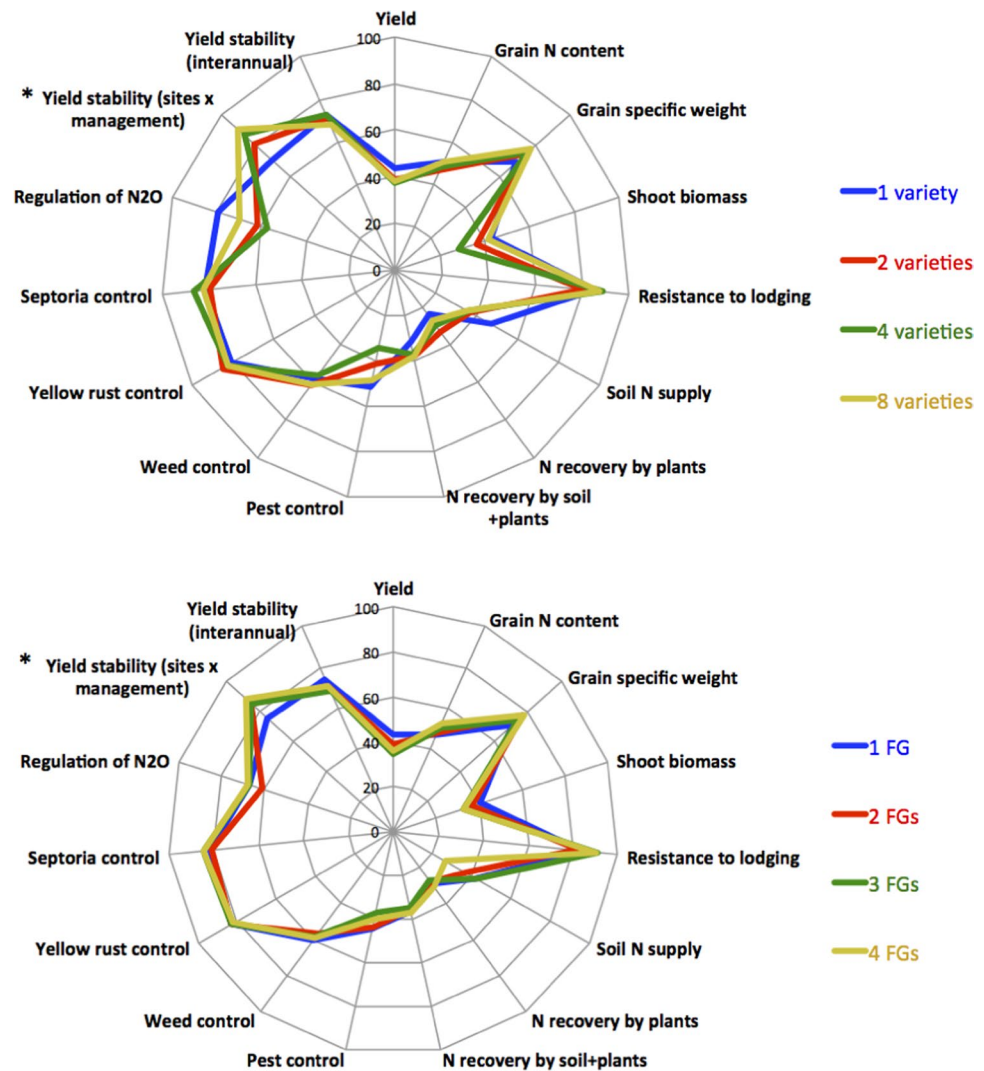 Yield
Yield stability
(interannual)
100
Grain N content
80
Grain specific weight
* Yield stability (sites x
management)
60
40
Regulation of N2O
Shoot biomass
20
0
Septoria control
Resistance to lodging
Yellow rust control
Soil N supply
Weed control
N recovery by plants
Pest control
N recovery by soil
+plants
1 variety
2 varieties
4 varieties
8 varieties
Yield
Yield stability
(interannual)
100
Grain N content
80
* Yield stability (sites x
management)
Grain specific weight
60
40
Regulation of N2O
Shoot biomass
20
0
Septoria control
Resistance to lodging
Yellow rust control
Soil N supply
Weed control
N recovery by plants
Pest control
N recovery by soil+plants
1 FG
2 FGs
3 FGs
4 FGs